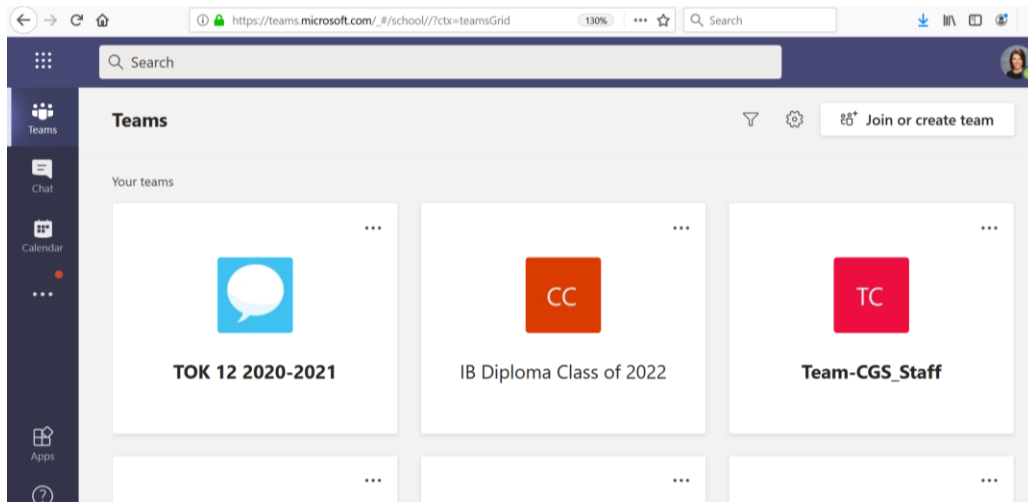 https://teams.microsoft.com/_#/school//?ctx=teamsGrid 130% Search
Search
Teams
Chat
Calendar
Apps
Teams Join or create team
Your teams
CC TC
TOK 12 2020-2021 IB Diploma Class of 2022 Team-CGS_Staff